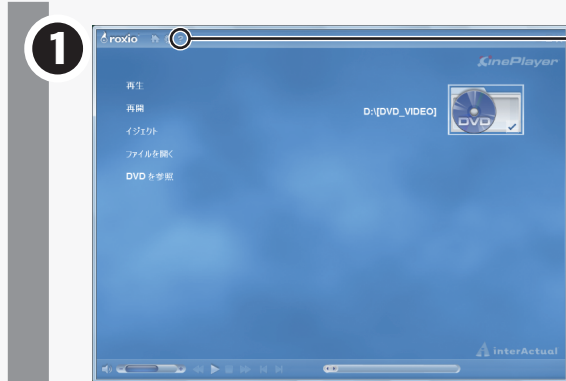 1
roxio
CinePlayer
再生
再開
D:\[DVD_VIDEO]
DVD
イジェクト
ファイルを開く
DVD を参照
interActual